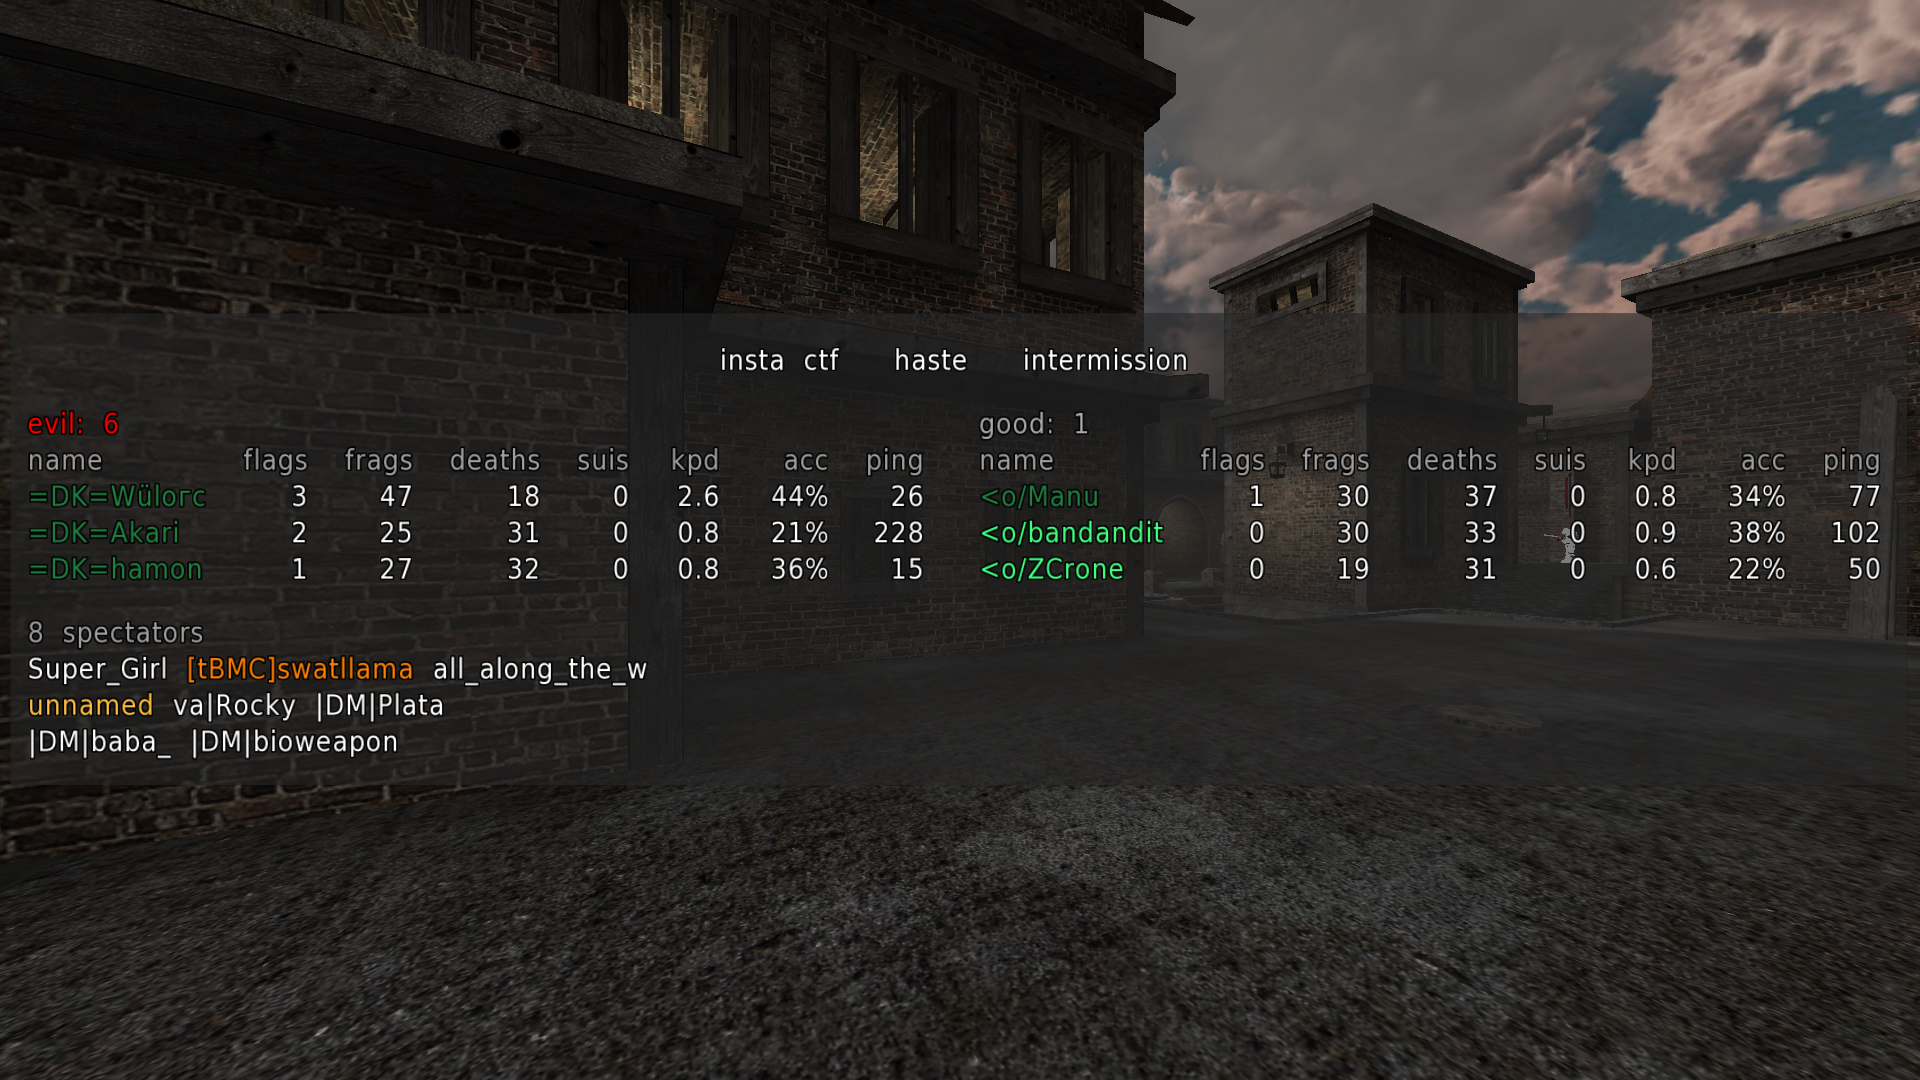 insta ctf haste intermission
evil: 6
name flags frags deaths suis kpd acc ping
=DK=Wülorc 3 47 18 0 2.6 44% 26
=DK=Akari 2 25 31 0 0.8 21% 228
=DK=hamon 1 27 32 0 0.8 36% 15
good: 1
name flags frags deaths suis kpd acc ping
<o/Manu 1 30 37 0 0.8 34% 77
<o/bandandit 0 30 33 0 0.9 38% 102
<o/ZCrone 0 19 31 0 0.6 22% 50
8 spectators
Super_Girl [tBMC]swatllama all_along_the_w
unnamed va|Rocky |DM|Plata
|DM|baba_ |DM|bioweapon